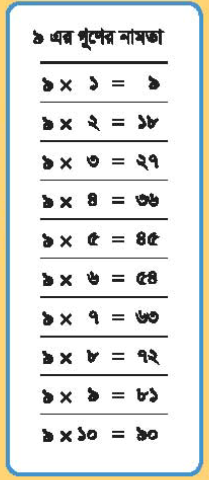 ৯ এর গুণের নামতা
৯ × ১ = ৯
৯ × ২ = ১৮
৯ × ৩ = ২৭
৯ × ৪ = ৩৬
৯ × ৫ = ৪৫
৯ × ৬ = ৫৪
৯ × ৭ = ৬৩
৯ × ৮ = ৭২
৯ × ৯ = ৮১
৯ × ১০ = ৯০